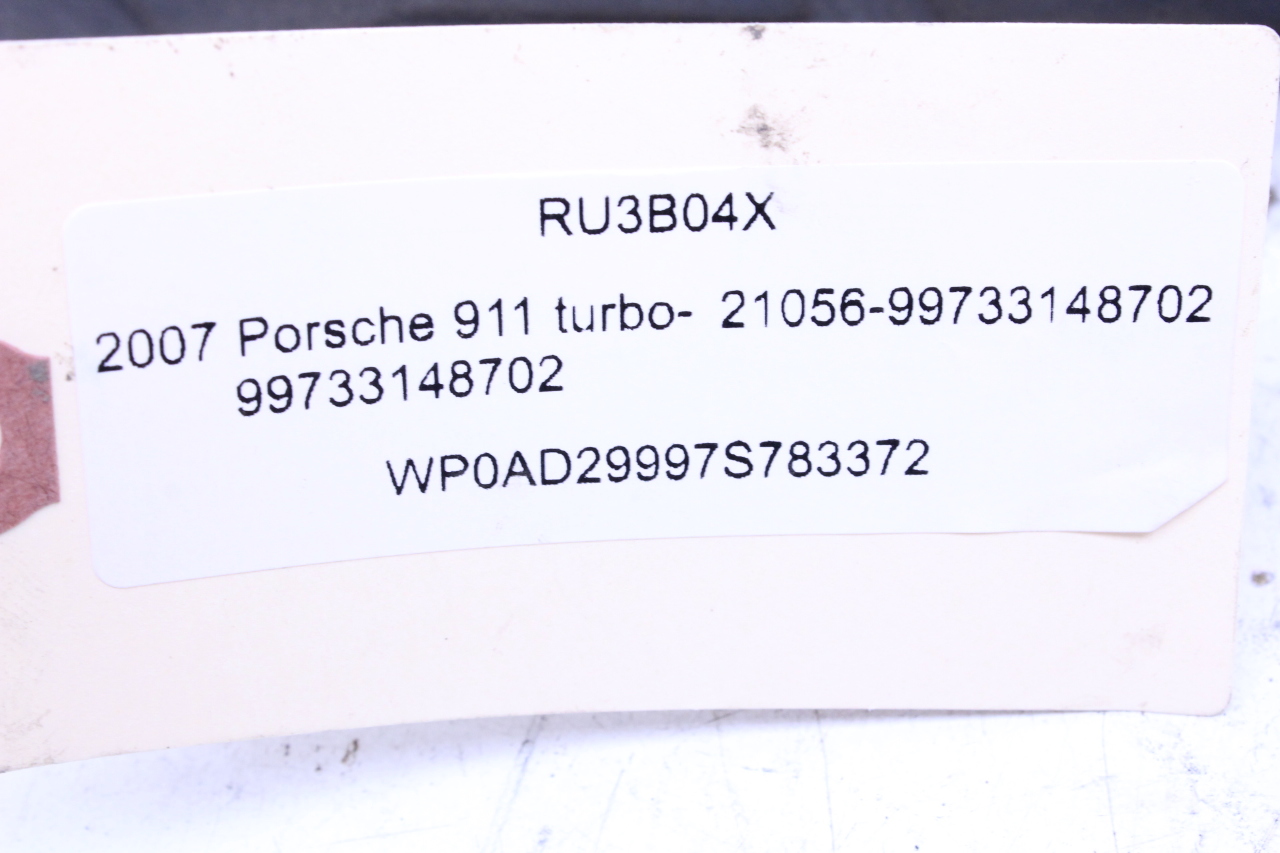 RU3B04X
2007 Porsche 911 turbo- 21056-99733148702
99733148702
WP0AD29997S783372